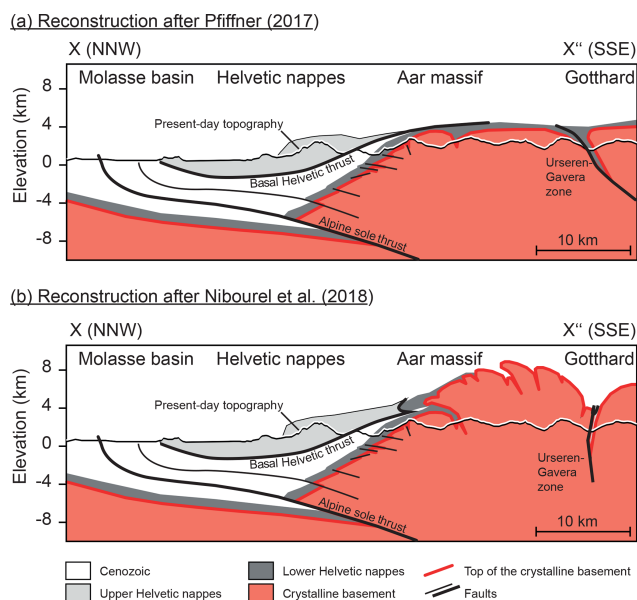 (a) Reconstruction after Pfiffner (2017)
X (NNW) X“ (SSE)
Molasse basin Helvetic nappes Aar massif Gotthard
8
4
0
-4
-8
Elevation (km)
Present-day topography
Basal Helvetic thrust
Alpine sole thrust
Urseren-
Gavera
zone
10 km
(b) Reconstruction after Nibourel et al. (2018)
X (NNW) X“ (SSE)
Molasse basin Helvetic nappes Aar massif Gotthard
8
4
0
-4
-8
Elevation (km)
Present-day topography
Basal Helvetic thrust
Alpine sole thrust
Urseren-
Gavera
zone
10 km
Cenozoic Lower Helvetic nappes Top of the crystalline basement
Upper Helvetic nappes Crystalline basement Faults